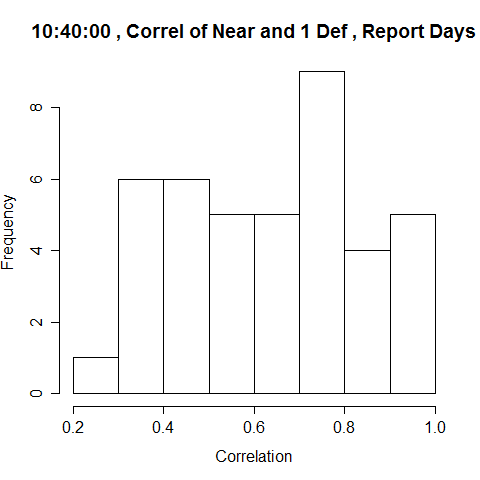 10:40:00 , Correl of Near and 1 Def , Report Days
Frequency
8
6
4
2
0
0.2 0.4 0.6 0.8 1.0
Correlation